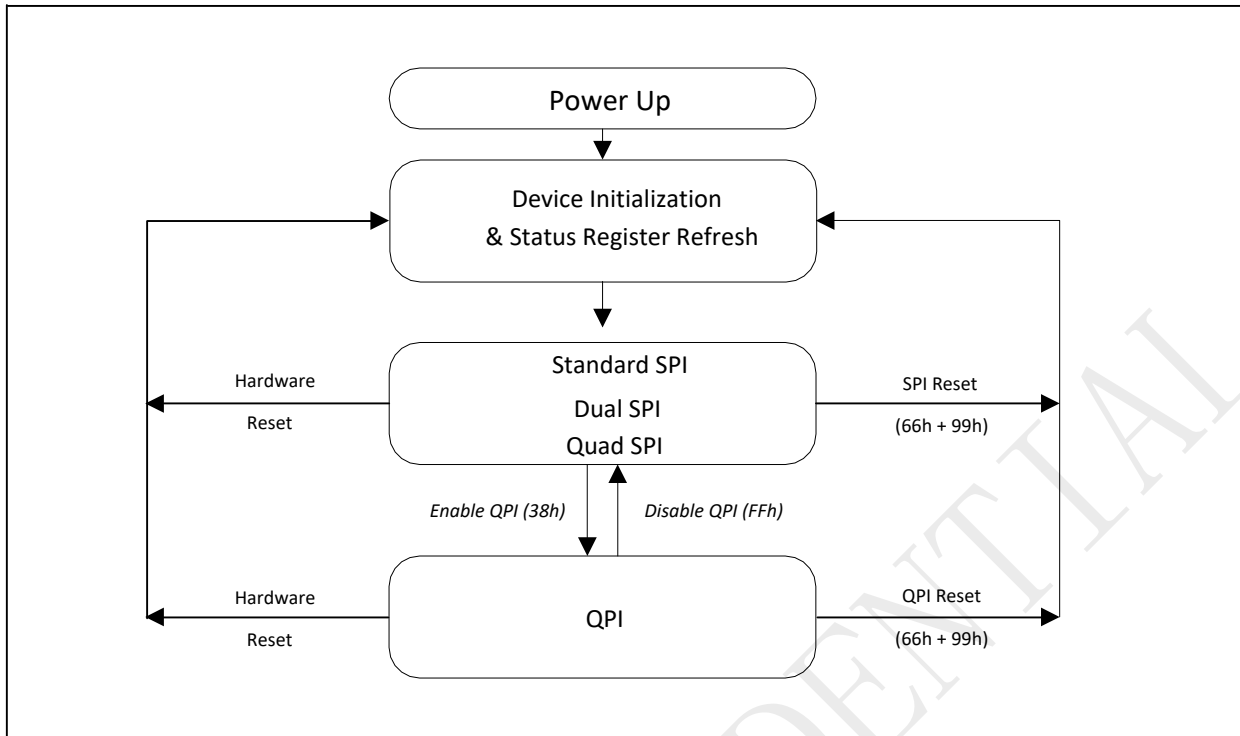 Power Up
Device Initialization
& Status Register Refresh
Standard SPI
Dual SPI
Quad SPI
Hardware
Reset
SPI Reset
(66h + 99h)
Enable QPI (38h)
Disable QPI (FFh)
QPI
Hardware
Reset
QPI Reset
(66h + 99h)